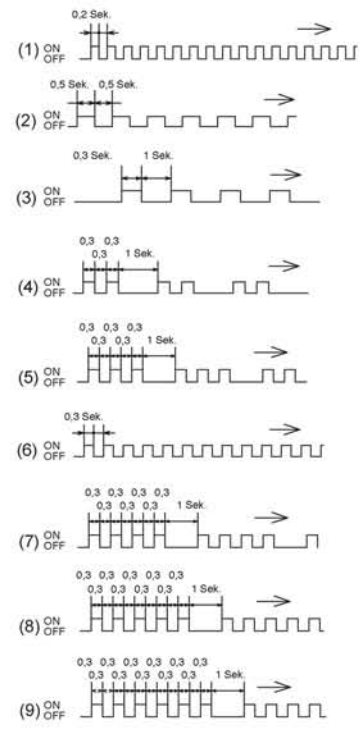 0,2 Sek.
(1) ON
OFF
0,5 Sek. 0,5 Sek.
(2) ON
OFF
0,3 Sek. 1 Sek.
(3) ON
OFF
0,3 0,3
0,3 1 Sek.
(4) ON
OFF
0,3 0,3 0,3
0,3 0,3 1 Sek.
(5) ON
OFF
0,3 Sek.
(6) ON
OFF
0,3 0,3 0,3 0,3
0,3 0,3 0,3 1 Sek.
(7) ON
OFF
0,3 0,3 0,3 0,3 0,3
0,3 0,3 0,3 0,3 1 Sek.
(8) ON
OFF
0,3 0,3 0,3 0,3 0,3 0,3
0,3 0,3 0,3 0,3 0,3 1 Sek.
(9) ON
OFF